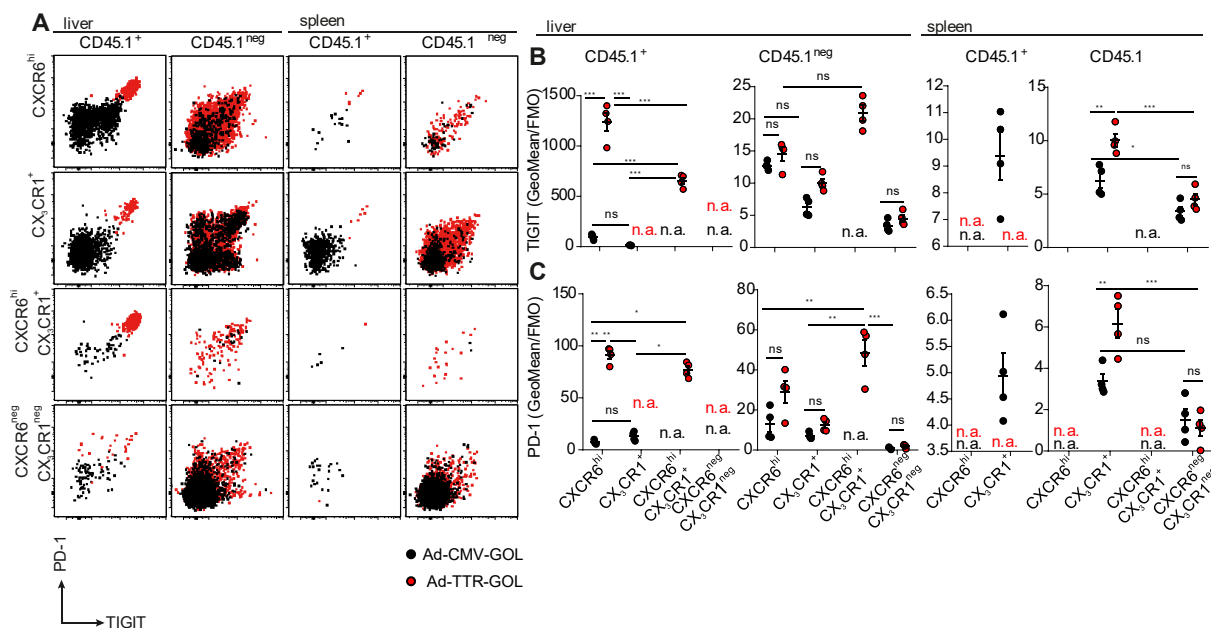 A
liver
spleen
CD45.1+
CD45.1neg
CD45.1+
CD45.1neg
CXCR6hi
CX3CR1+
CXCR6hi
CX3CR1+
CXCR6neg
CX3CR1neg
PD-1
TIGIT
Ad-CMV-GOL
Ad-TTR-GOL
liver
spleen
B
CD45.1+
CD45.1neg
CD45.1+
CD45.1
TIGIT (GeoMean/FMO)
1500
1000
500
0
*** ***
***
***
***
ns
n.a.
n.a.
n.a.
n.a.
25
20
15
10
5
0
ns
ns
ns
ns
n.a.
ns
12
11
10
9
8
7
6
n.a.
n.a.
n.a.
15
10
5
0
** ***
*
ns
n.a.
C
PD-1 (GeoMean/FMO)
150
100
50
0
*
** **
*
ns
n.a.
n.a.
n.a.
80
60
40
20
0
**
** ***
ns
ns
n.a.
ns
6.5
6.0
5.5
5.0
4.5
4.0
3.5
n.a.
n.a.
n.a.
8
6
4
2
0
** ***
ns
ns
n.a.
n.a.
n.a.
n.a.
CXCR6hi
CX3CR1+
CXCR6hi
CX3CR1+
CXCR6neg
CX3CR1neg
CXCR6hi
CX3CR1+
CXCR6hi
CX3CR1+
CXCR6neg
CX3CR1neg
CXCR6hi
CX3CR1+
CXCR6hi
CX3CR1+
CXCR6hi
CX3CR1+
CXCR6neg
CX3CR1neg